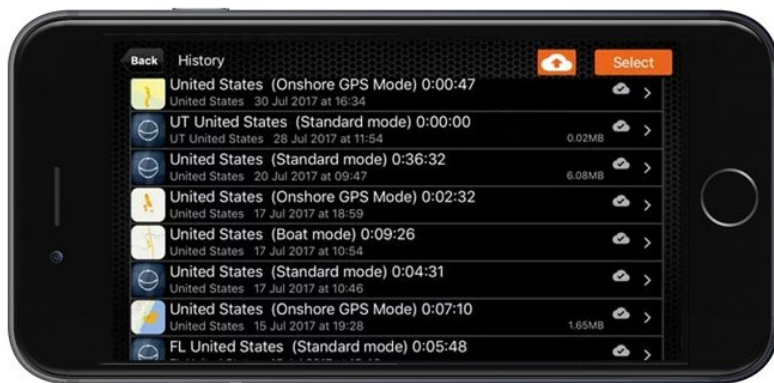 Back
History
Select
United States (Onshore GPS Mode) 0:00:47
United States 30 Jul 2017 at 16:34
UT United States (Standard mode) 0:00:00
UT United States 28 Jul 2017 at 11:54
0.02MB
United States (Standard mode) 0:36:32
United States 20 Jul 2017 at 09:47
6.08MB
United States (Onshore GPS Mode) 0:02:32
United States 17 Jul 2017 at 18:59
United States (Boat mode) 0:09:26
United States 17 Jul 2017 at 10:54
United States (Standard mode) 0:04:31
United States 17 Jul 2017 at 10:46
United States (Onshore GPS Mode) 0:07:10
United States 15 Jul 2017 at 19:28
1.65MB
FL United States (Standard mode) 0:05:48